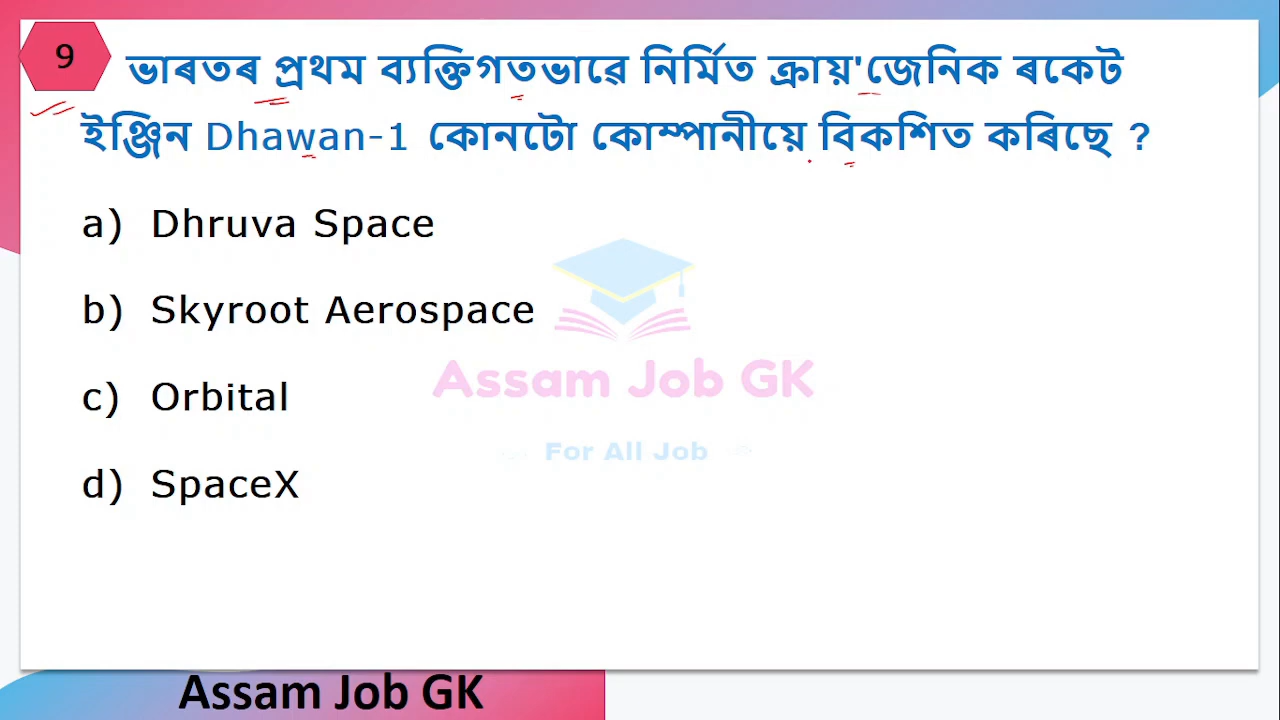 9
ভাৰতৰ প্ৰথম ব্যক্তিগতভাৱে নিৰ্মিত ক্ৰায়'জেনিক ৰকেট
ইঞ্জিন Dhawan-1 কোনটো কোম্পানীয়ে বিকশিত কৰিছে ?
a) Dhruva Space
b) Skyroot Aerospace
c) Orbital
d) SpaceX
Assam Job GK
For All Job
Assam Job GK